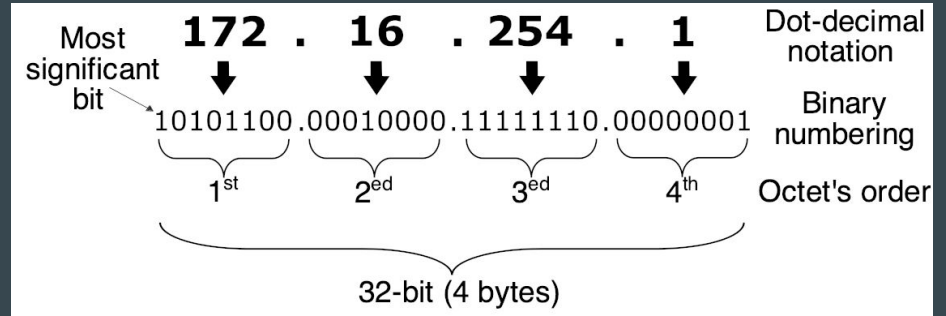 Most
significant
bit
172 . 16 . 254 . 1
Dot-decimal
notation
10101100.00010000.11111110.00000001
Binary
numbering
1st 2ed 3ed 4th
Octet's order
32-bit (4 bytes)